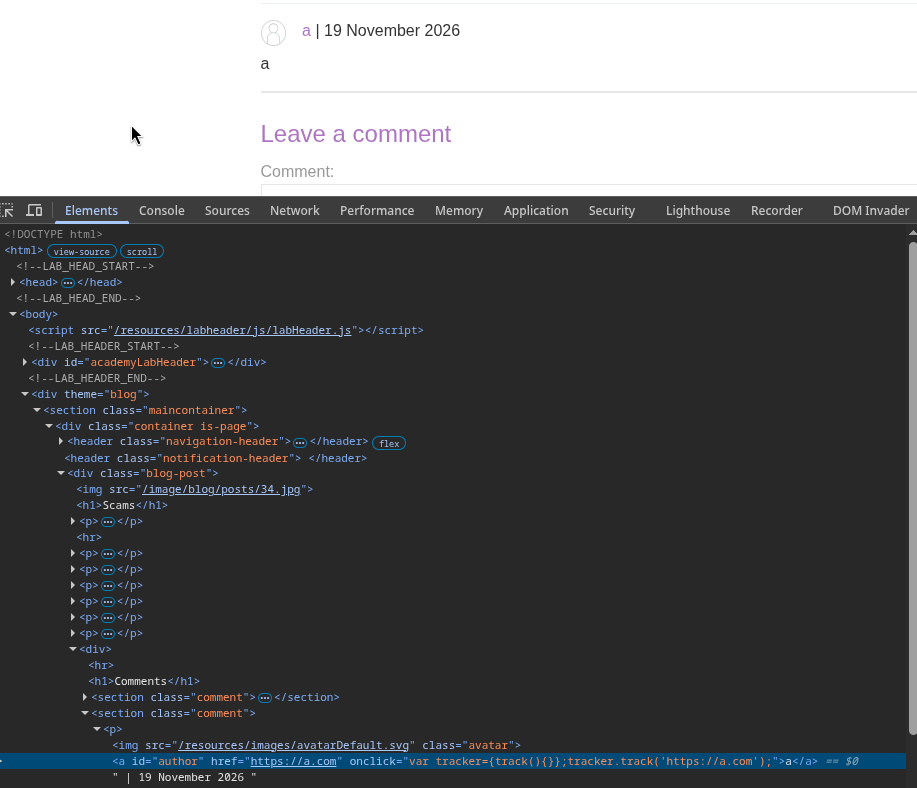 a | 19 November 2026
a
Leave a comment
Comment:
Elements Console Sources Network Performance Memory Application Security Lighthouse Recorder DOM Invader
<!DOCTYPE html>
<html> view-source scroll
<!--LAB_HEAD_START-->
<head> ••• </head>
<!--LAB_HEAD_END-->
<body>
<script src="/resources/labheader/js/labHeader.js"></script>
<!--LAB_HEADER_START-->
<div id="academyLabHeader"> ••• </div>
<!--LAB_HEADER_END-->
<div theme="blog">
<section class="maincontainer">
<div class="container is-page">
<header class="navigation-header"> ••• </header> flex
<header class="notification-header"> </header>
<div class="blog-post">
<img src="/image/blog/posts/34.jpg">
<h1>Scams</h1>
<p> ••• </p>
<hr>
<p> ••• </p>
<p> ••• </p>
<p> ••• </p>
<p> ••• </p>
<p> ••• </p>
<p> ••• </p>
<div>
<hr>
<h1>Comments</h1>
<section class="comment"> ••• </section>
<section class="comment">
<p>
<img src="/resources/images/avatarDefault.svg" class="avatar">
<a id="author" href="https://a.com" onclick="var tracker={track(){}};tracker.track('https://a.com');">a</a> == $0
" | 19 November 2026 "